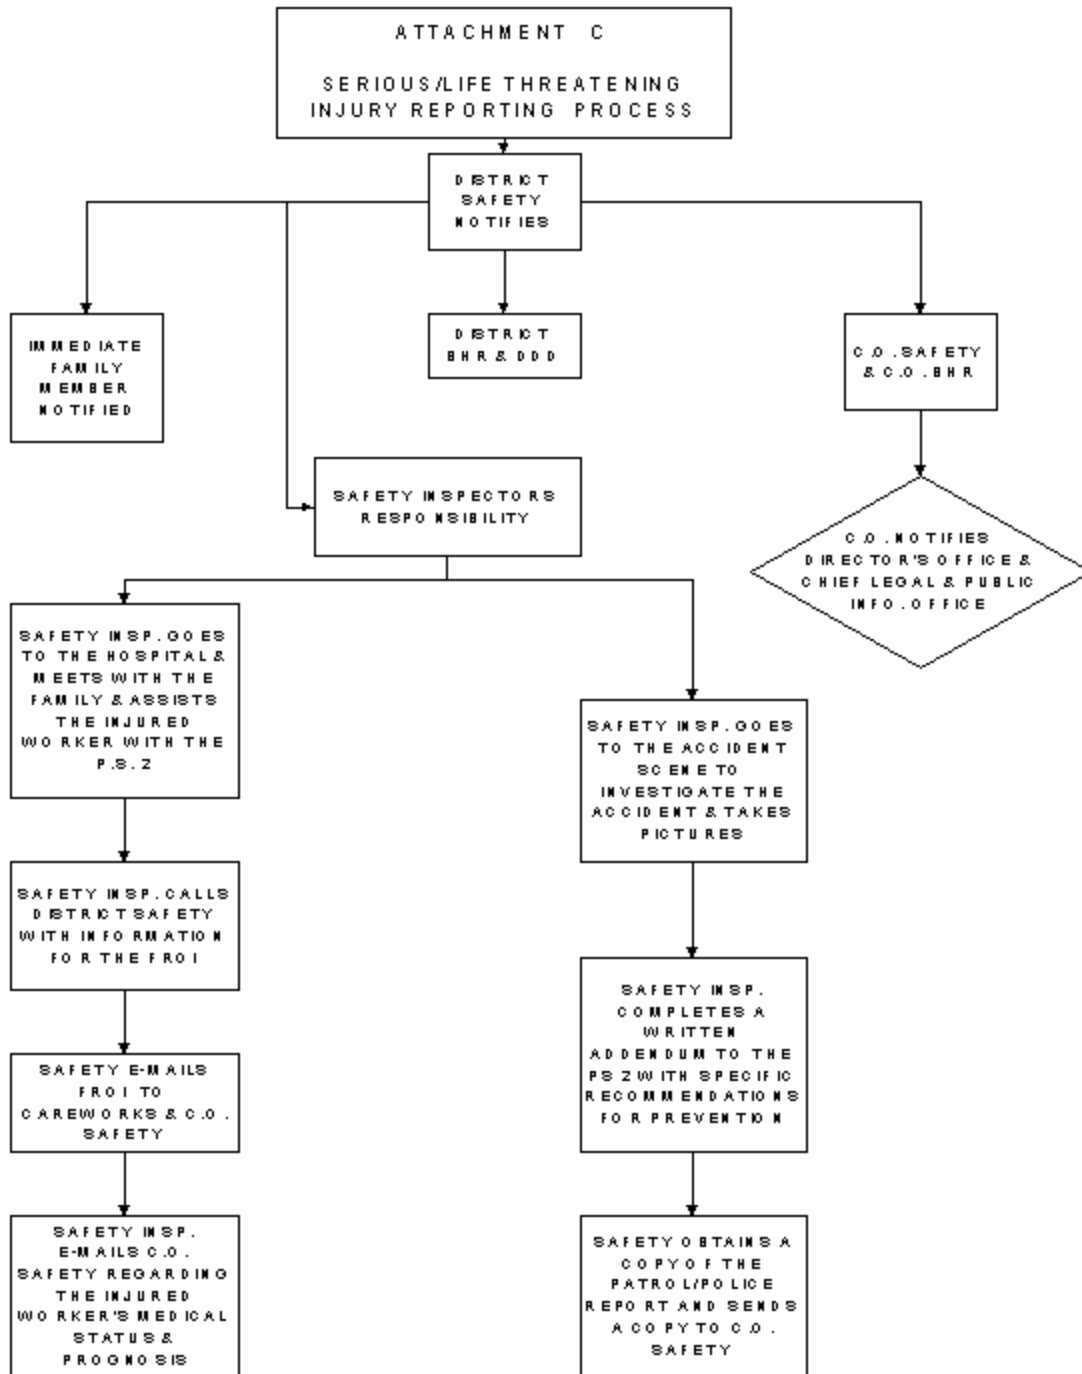 ATTACHMENT C
SERIOUS/LIFE THREATENING
INJURY REPORTING PROCESS
DISTRICT
SAFETY
NOTIFIES
IMMEDIATE
FAMILY
MEMBER
NOTIFIED
DISTRICT
BHR & DDD
C.O. SAFETY
& C.O. BHR
SAFETY INSPECTORS
RESPONSIBILITY
C.O. NOTIFIES
DIRECTOR'S OFFICE &
CHIEF LEGAL & PUBLIC
INFO. OFFICE
SAFETY INSP. GOES
TO THE HOSPITAL &
MEETS WITH THE
FAMILY & ASSISTS
THE INJURED
WORKER WITH THE
P.S. 2
SAFETY INSP. CALLS
DISTRICT SAFETY
WITH INFORMATION
FOR THE FROI
SAFETY E-MAILS
FROI TO
CAREWORKS & C.O.
SAFETY
SAFETY INSP.
E-MAILS C.O.
SAFETY REGARDING
THE INJURED
WORKER'S MEDICAL
STATUS &
PROGNOSIS
SAFETY INSP. GOES
TO THE ACCIDENT
SCENE TO
INVESTIGATE THE
ACCIDENT & TAKES
PICTURES
SAFETY INSP.
COMPLETES A
WRITTEN
ADDENDUM TO THE
PS 2 WITH SPECIFIC
RECOMMENDATIONS
FOR PREVENTION
SAFETY OBTAINS A
COPY OF THE
PATROL/POLICE
REPORT AND SENDS
A COPY TO C.O.
SAFETY